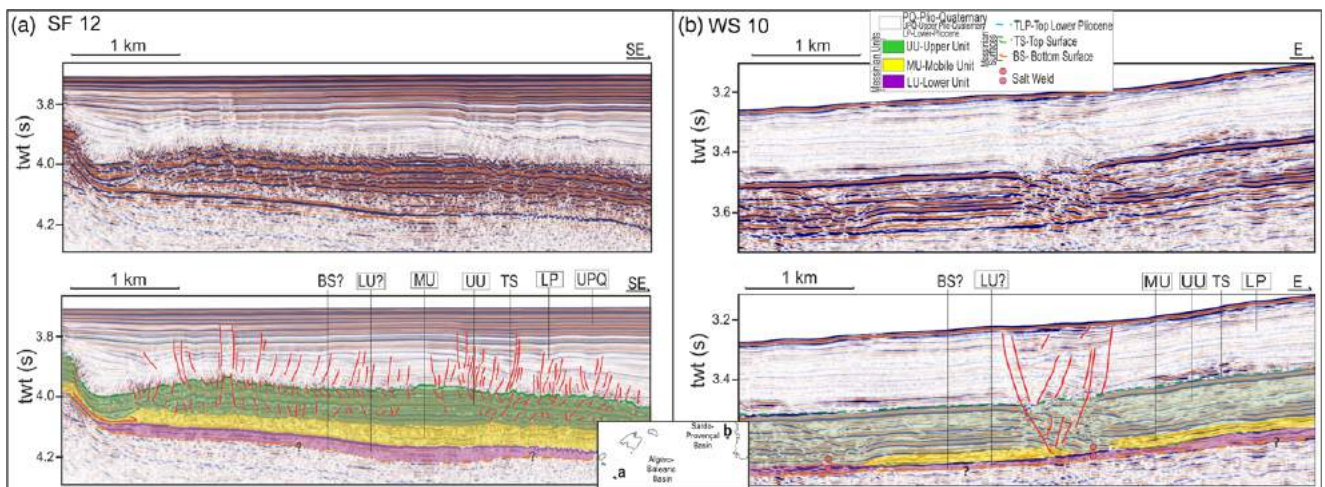 (a) SF 12
1 km
SE
twt (s)
3.8
4.0
4.2
1 km
BS?
LU?
MU
UU
TS
LP
UPQ
SE
twt (s)
3.8
4.0
4.2
(b) WS 10
1 km
E
twt (s)
3.2
3.4
3.6
PQ-Plio-Quaternary
UPQ-Upper Plio-Quaternary
LP-Lower-Pliocene
Messinian Units
UU-Upper Unit
MU-Mobile Unit
LU-Lower Unit
Messinian Surfaces
TLP-Top Lower Pliocene
TS-Top Surface
BS- Bottom Surface
Salt Weld
1 km
BS?
LU?
MU
UU
TS
LP
E
twt (s)
3.2
3.4
3.6
?
?
?
?
Sardo-
Provençal
Basin
b
Algero-
Balearic
Basin
a